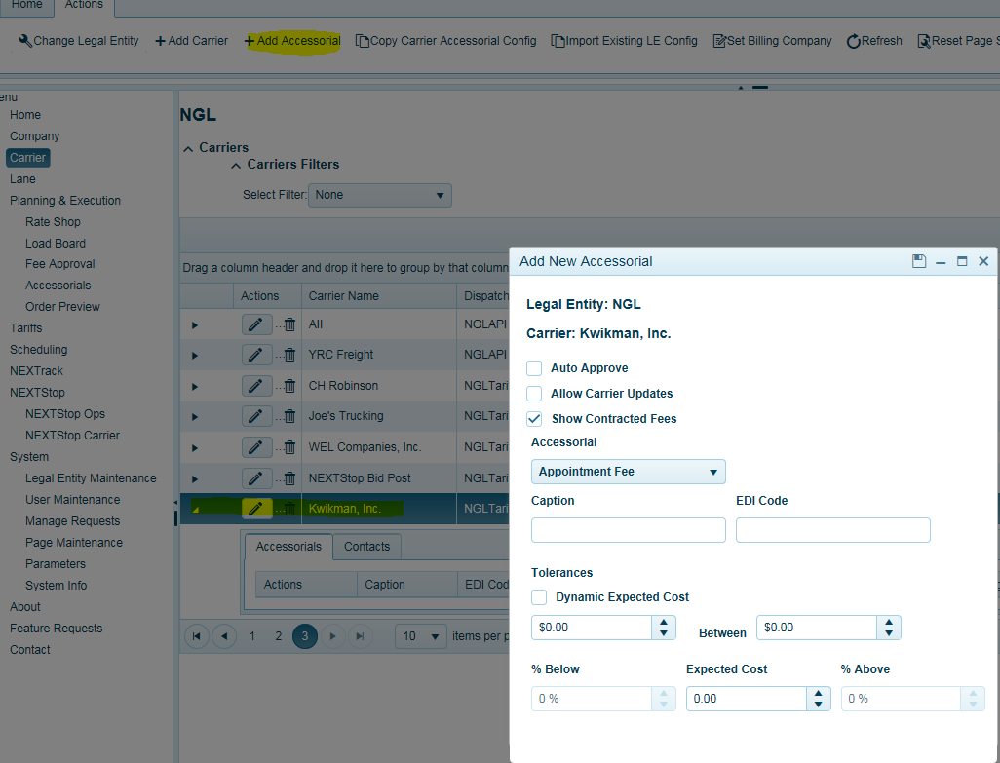 Home Actions
Change Legal Entity + Add Carrier + Add Accessorial Copy Carrier Accessorial Config Import Existing LE Config Set Billing Company Refresh Reset Page S
enu
Home
Company
Carrier
Lane
Planning & Execution
Rate Shop
Load Board
Fee Approval
Accessorials
Order Preview
Tariffs
Scheduling
NEXTrack
NEXTStop
NEXTStop Ops
NEXTStop Carrier
System
Legal Entity Maintenance
User Maintenance
Manage Requests
Page Maintenance
Parameters
System Info
About
Feature Requests
Contact
NGL
Carriers
Carriers Filters
Select Filter: None
Drag a column header and drop it here to group by that column
Actions Carrier Name Dispatch
... All NGLAPI
... YRC Freight NGLAPI
... CH Robinson NGLTari
... Joe's Trucking NGLTari
... WEL Companies, Inc. NGLTari
... NEXTStop Bid Post NGLTari
... Kwikman, Inc. NGLTari
Accessorials Contacts
Actions Caption EDI Cod
1 2 3 10 items per p
Add New Accessorial
Legal Entity: NGL
Carrier: Kwikman, Inc.
Auto Approve
Allow Carrier Updates
Show Contracted Fees
Accessorial
Appointment Fee
Caption EDI Code
Tolerances
Dynamic Expected Cost
$0.00 Between $0.00
% Below Expected Cost % Above
0 % 0.00 0 %